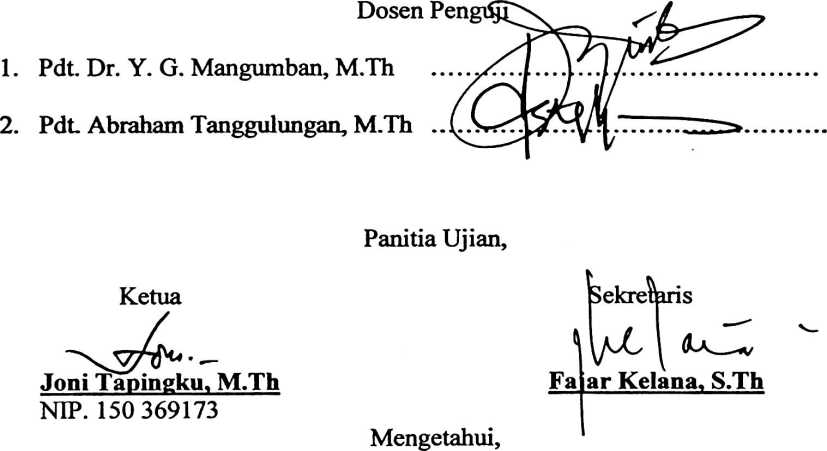 Dosen Penguji
1. Pdt. Dr. Y. G. Mangumban, M.Th ........................................
2. Pdt. Abraham Tanggulungan, M.Th ........................................
Panitia Ujian,
Ketua Sekretaris
Joni Tapingku, M.Th Fajar Kelana, S.Th
NIP. 150 369173
Mengetahui,